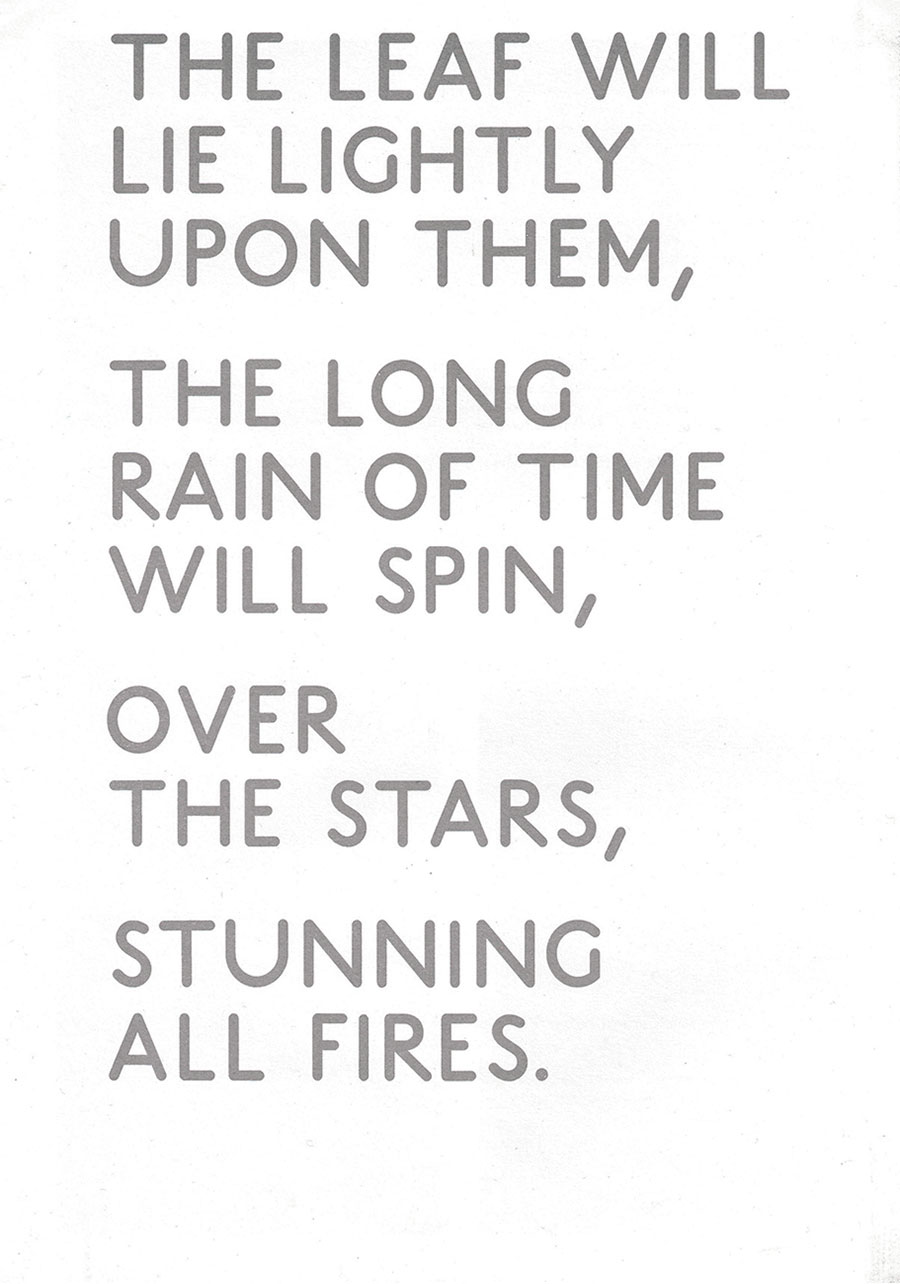 THE LEAF WILL
LIE LIGHTLY
UPON THEM,
THE LONG
RAIN OF TIME
WILL SPIN,
OVER
THE STARS,
STUNNING
ALL FIRES.